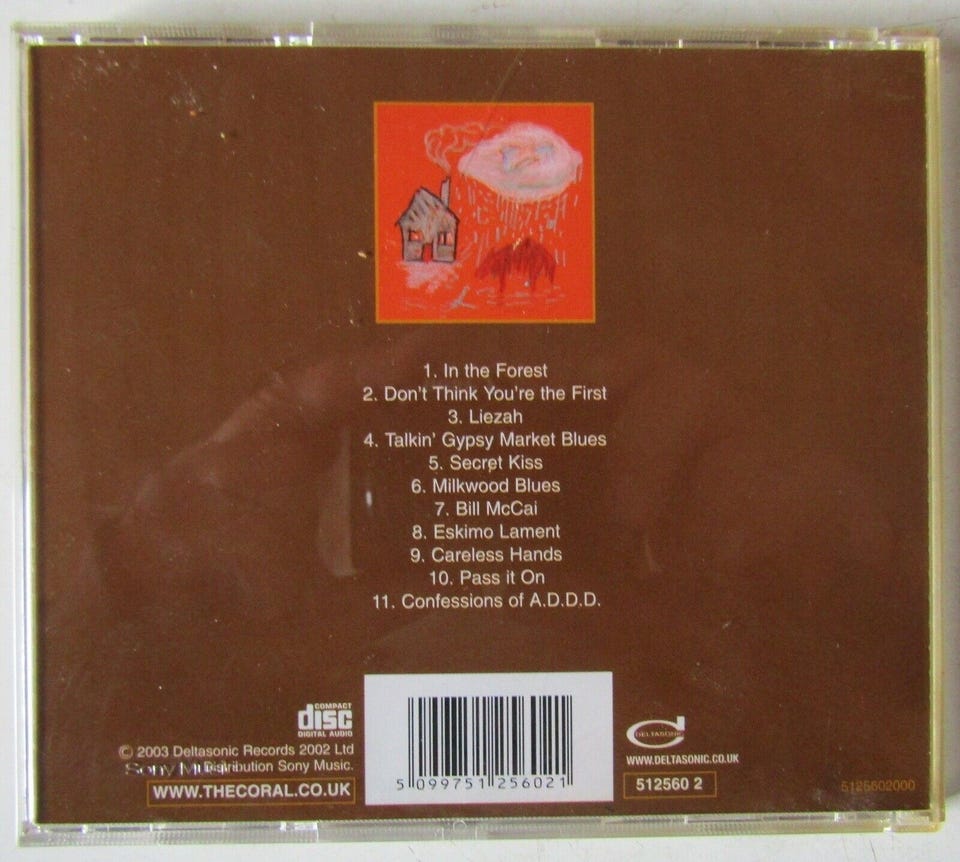 1. In the Forest
2. Don't Think You're the First
3. Liezah
4. Talkin' Gypsy Market Blues
5. Secret Kiss
6. Milkwood Blues
7. Bill McCai
8. Eskimo Lament
9. Careless Hands
10. Pass it On
11. Confessions of A.D.D.D.
COMPACT
disc
DIGITAL AUDIO
© 2003 Deltasonic Records 2002 Ltd
Distribution Sony Music.
Sony Music
WWW.THECORAL.CO.UK
5 099751 256021
DELTASONIC
WWW.DELTASONIC.CO.UK
512560 2
5125602000